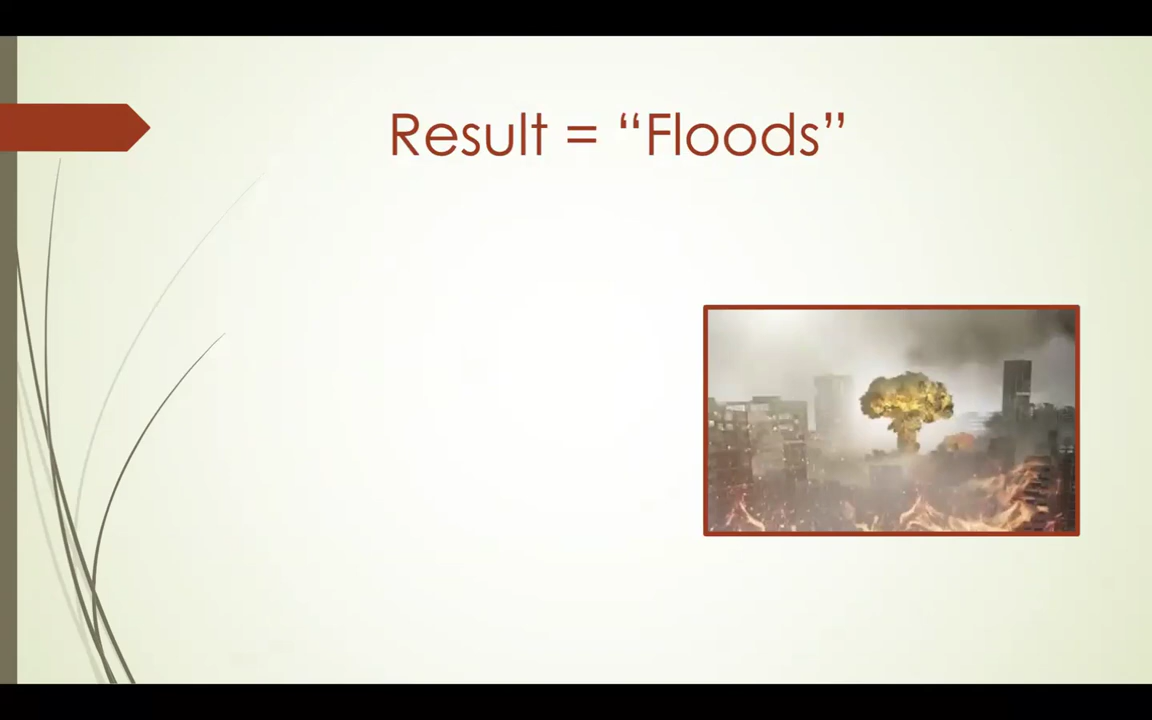 Result = “Floods”